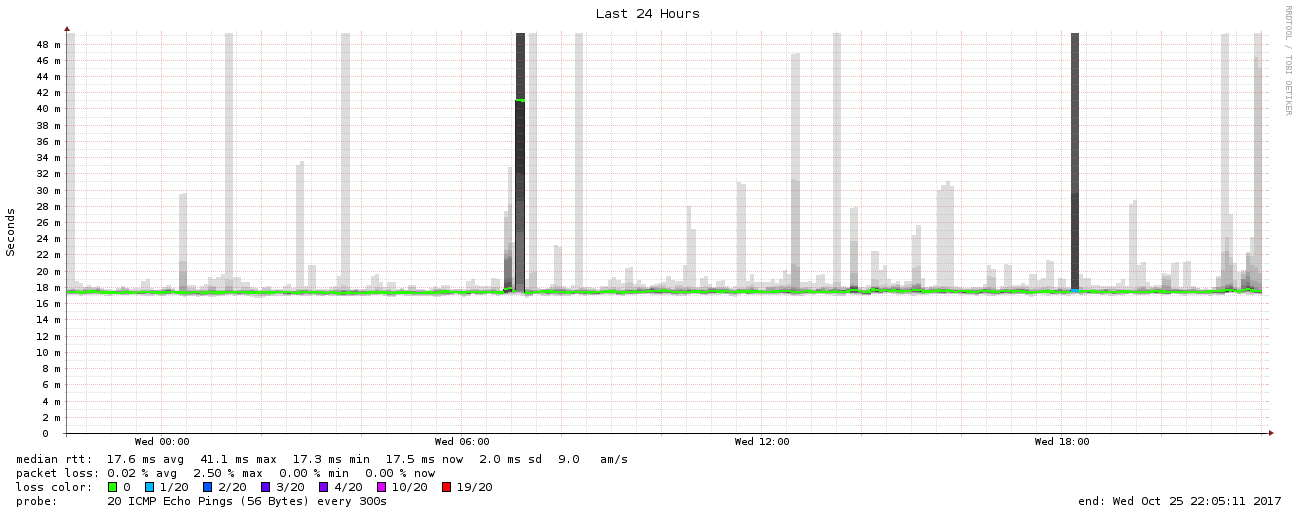 Last 24 Hours
RRDTOOL / TOBI OETIKER
Seconds
48 m
46 m
44 m
42 m
40 m
38 m
36 m
34 m
32 m
30 m
28 m
26 m
24 m
22 m
20 m
18 m
16 m
14 m
12 m
10 m
8 m
6 m
4 m
2 m
0
Wed 00:00 Wed 06:00 Wed 12:00 Wed 18:00
median rtt: 17.6 ms avg 41.1 ms max 17.3 ms min 17.5 ms now 2.0 ms sd 9.0 am/s
packet loss: 0.02 % avg 2.50 % max 0.00 % min 0.00 % now
loss color: 0 1/20 2/20 3/20 4/20 10/20 19/20
probe: 20 ICMP Echo Pings (56 Bytes) every 300s end: Wed Oct 25 22:05:11 2017